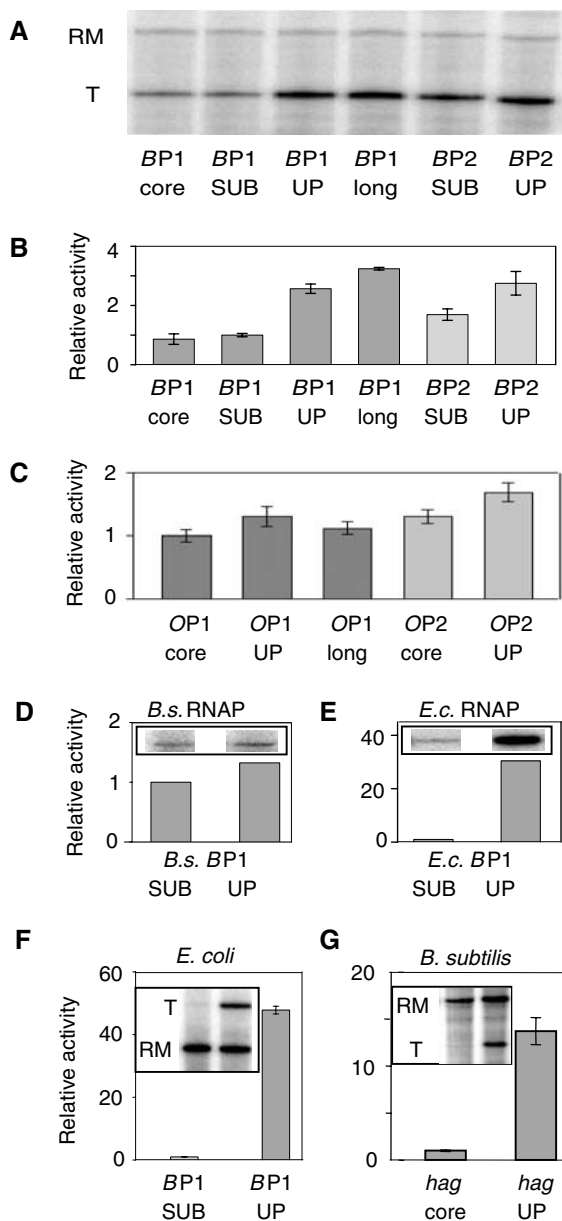 A
RM
T
BP1 BP1 BP1 BP1 BP2 BP2
core SUB UP long SUB UP
B
Relative activity
4
2
0
BP1 BP1 BP1 BP1 BP2 BP2
core SUB UP long SUB UP
C
Relative activity
2
1
0
OP1 OP1 OP1 OP2 OP2
core UP long core UP
D
B.s. RNAP
Relative activity
2
1
0
B.s. BP1
SUB UP
E
E.c. RNAP
40
20
0
E.c. BP1
SUB UP
F
E. coli
Relative activity
60
40
20
0
T
RM
BP1 BP1
SUB UP
G
B. subtilis
20
15
10
5
0
RM
T
hag hag
core UP